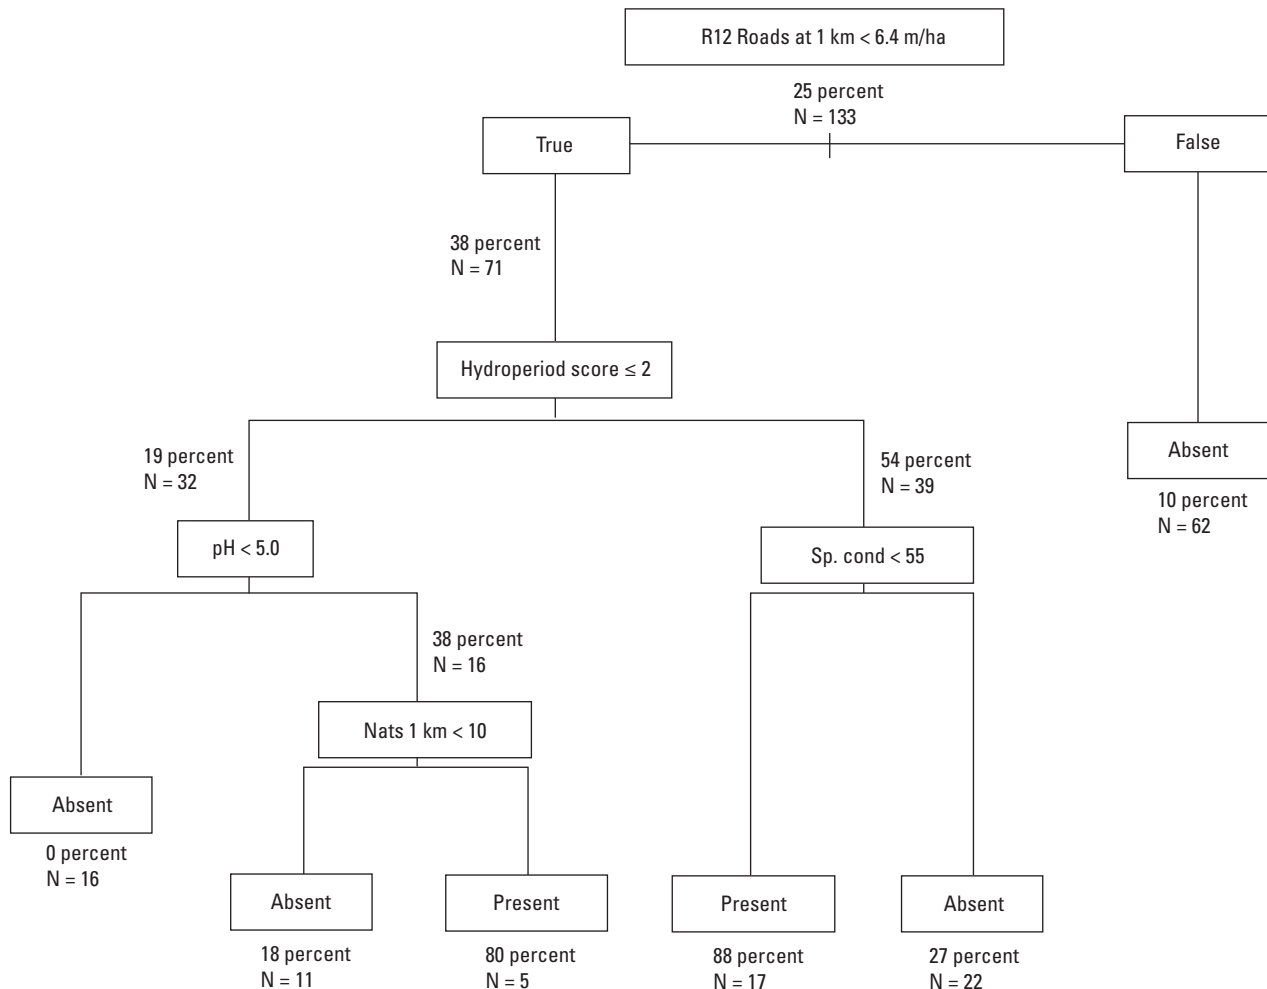 R12 Roads at 1 km < 6.4 m/ha
25 percent
N = 133
True
False
38 percent
N = 71
Hydroperiod score ≤ 2
19 percent
N = 32
54 percent
N = 39
Absent
10 percent
N = 62
pH < 5.0
Sp. cond < 55
38 percent
N = 16
Nats 1 km < 10
Absent
0 percent
N = 16
Absent
Present
Present
Absent
18 percent
N = 11
80 percent
N = 5
88 percent
N = 17
27 percent
N = 22